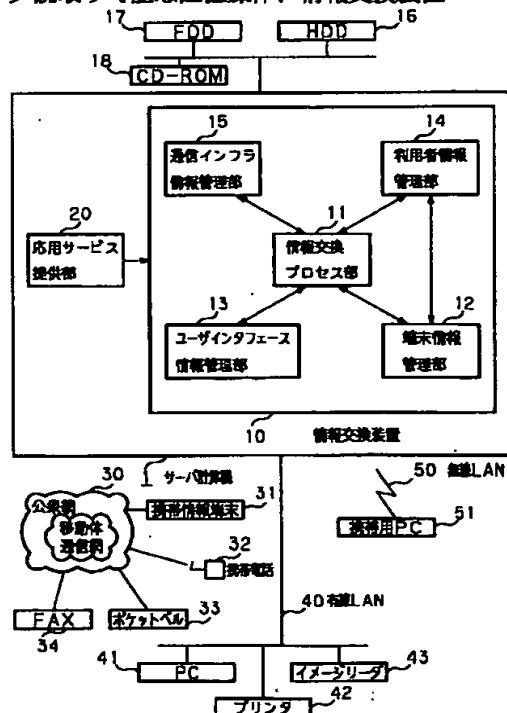 17
FDD
HDD
16
18
CD-ROM
15
通信インフラ
情報管理部
14
利用者情報
管理部
20
応用サービス
提供部
11
情報交換
プロセス部
13
ユーザインタフェース
情報管理部
12
端末情報
管理部
10
情報交換装置
サーバ計算機
30
公衆網
移動体
通信網
31
携帯情報端末
50 無線LAN
51
携帯用PC
32
携帯電話
FAX
34
ポケットベル
33
40 有線LAN
41
PC
イメージリーダ
43
プリンタ
42